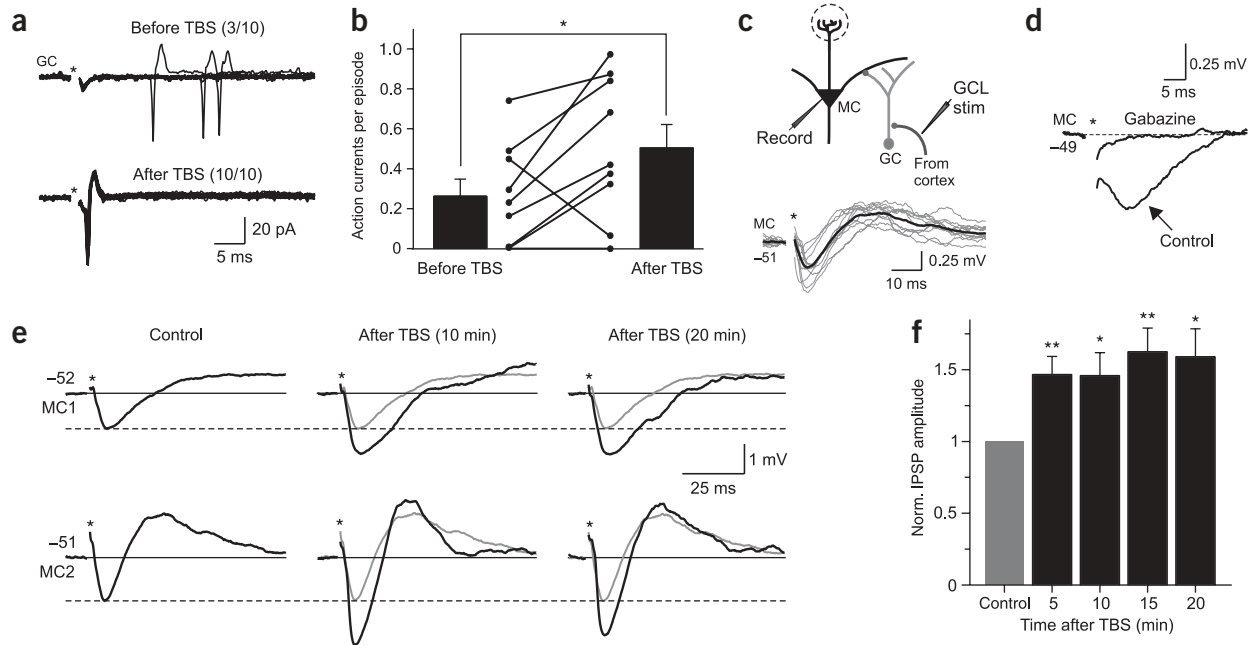 a
Before TBS (3/10)
GC
*
After TBS (10/10)
*
20 pA
5 ms
b
*
Action currents per episode
1.0
0.8
0.6
0.4
0.2
0
Before TBS
After TBS
c
MC
GCL
stim
Record
GC
From
cortex
MC
*
–51
0.25 mV
10 ms
d
0.25 mV
5 ms
MC
*
Gabazine
–49
Control
e
Control
After TBS (10 min)
After TBS (20 min)
–52
*
*
*
MC1
1 mV
25 ms
–51
*
*
*
MC2
f
Norm. IPSP amplitude
1.5
1
0.5
0
**
*
**
*
Control
5
10
15
20
Time after TBS (min)